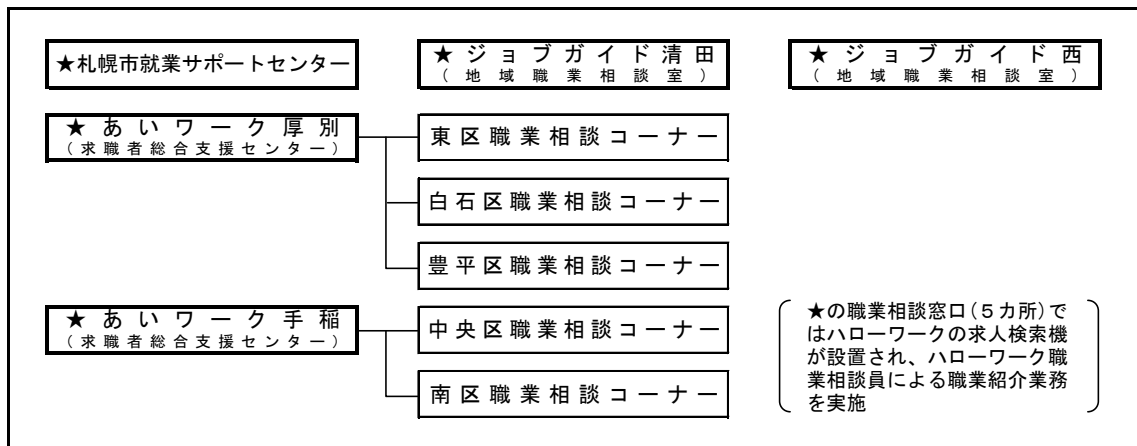 ★札幌市就業サポートセンター
★ジョブガイド清田
(地域職業相談室)
★ジョブガイド西
(地域職業相談室)
★あいワーク厚別
(求職者総合支援センター)
東区職業相談コーナー
白石区職業相談コーナー
豊平区職業相談コーナー
★あいワーク手稲
(求職者総合支援センター)
中央区職業相談コーナー
南区職業相談コーナー
★の職業相談窓口(5カ所)で
はハローワークの求人検索機
が設置され、ハローワーク職
業相談員による職業紹介業務
を実施